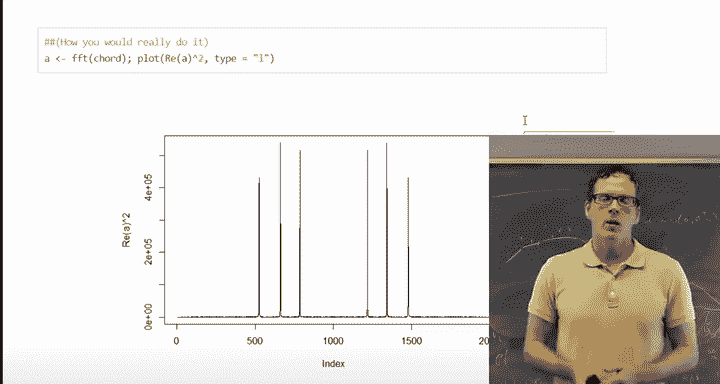 ##(How you would really do it)
a <- fft(chord); plot(Re(a)^2, type = "l")
Re(a)^2
4e+05
2e+05
0e+00
0 500 1000 1500 2000
Index